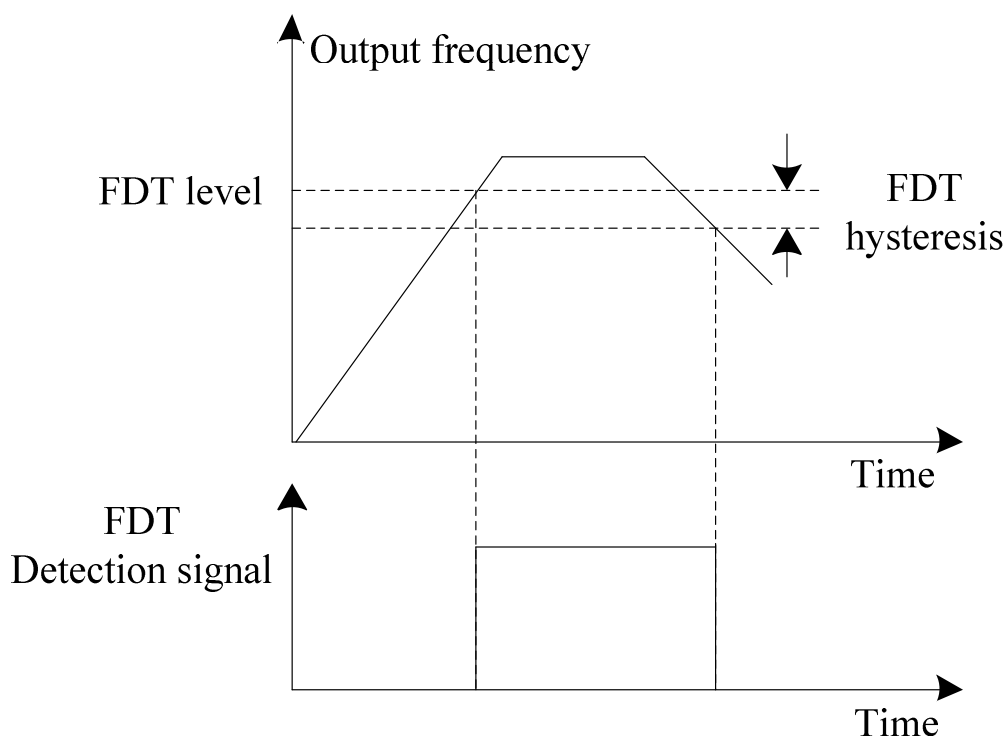 Output frequency
FDT level
FDT
hysteresis
Time
FDT
Detection signal
Time